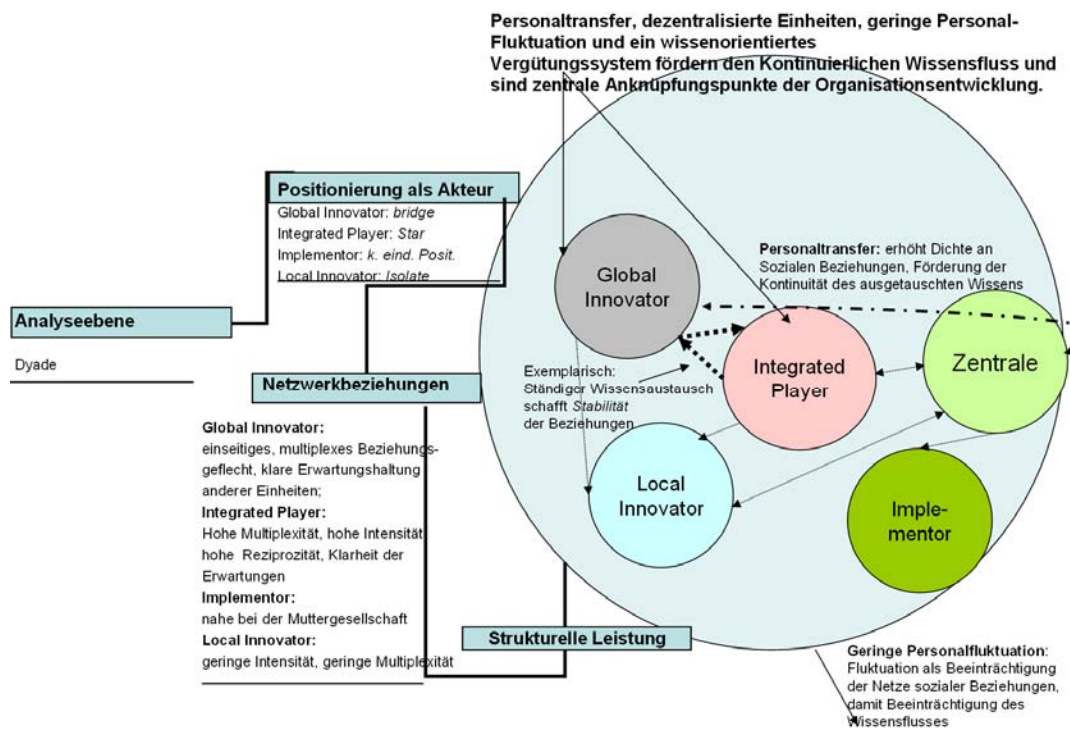 Personaltransfer, dezentralisierte Einheiten, geringe Personal-
Fluktuation und ein wissenorientiertes
Vergütungssystem fördern den Kontinuierlichen Wissensfluss und
sind zentrale Anknüpfungspunkte der Organisationsentwicklung.
Positionierung als Akteur
Global Innovator: bridge
Integrated Player: Star
Implementor: k. eind. Posit.
Local Innovator: Isolate
Analyseebene
Dyade
Netzwerkbeziehungen
Global Innovator:
einseitiges, multiplexes Beziehungs-
geflecht, klare Erwartungshaltung
anderer Einheiten;
Integrated Player:
Hohe Multiplexität, hohe Intensität
hohe Reziprozität, Klarheit der
Erwartungen
Implementor:
nahe bei der Muttergesellschaft
Local Innovator:
geringe Intensität, geringe Multiplexität
Strukturelle Leistung
Global
Innovator
Personaltransfer: erhöht Dichte an
Sozialen Beziehungen, Förderung der
Kontinuität des ausgetauschten Wissens
Exemplarisch:
Ständiger Wissensaustausch
schafft Stabilität
der Beziehungen
Integrated
Player
Zentrale
Local
Innovator
Imple-
mentor
Geringe Personalfluktuation:
Fluktuation als Beeinträchtigung
der Netze sozialer Beziehungen,
damit Beeinträchtigung des
Wissensflusses